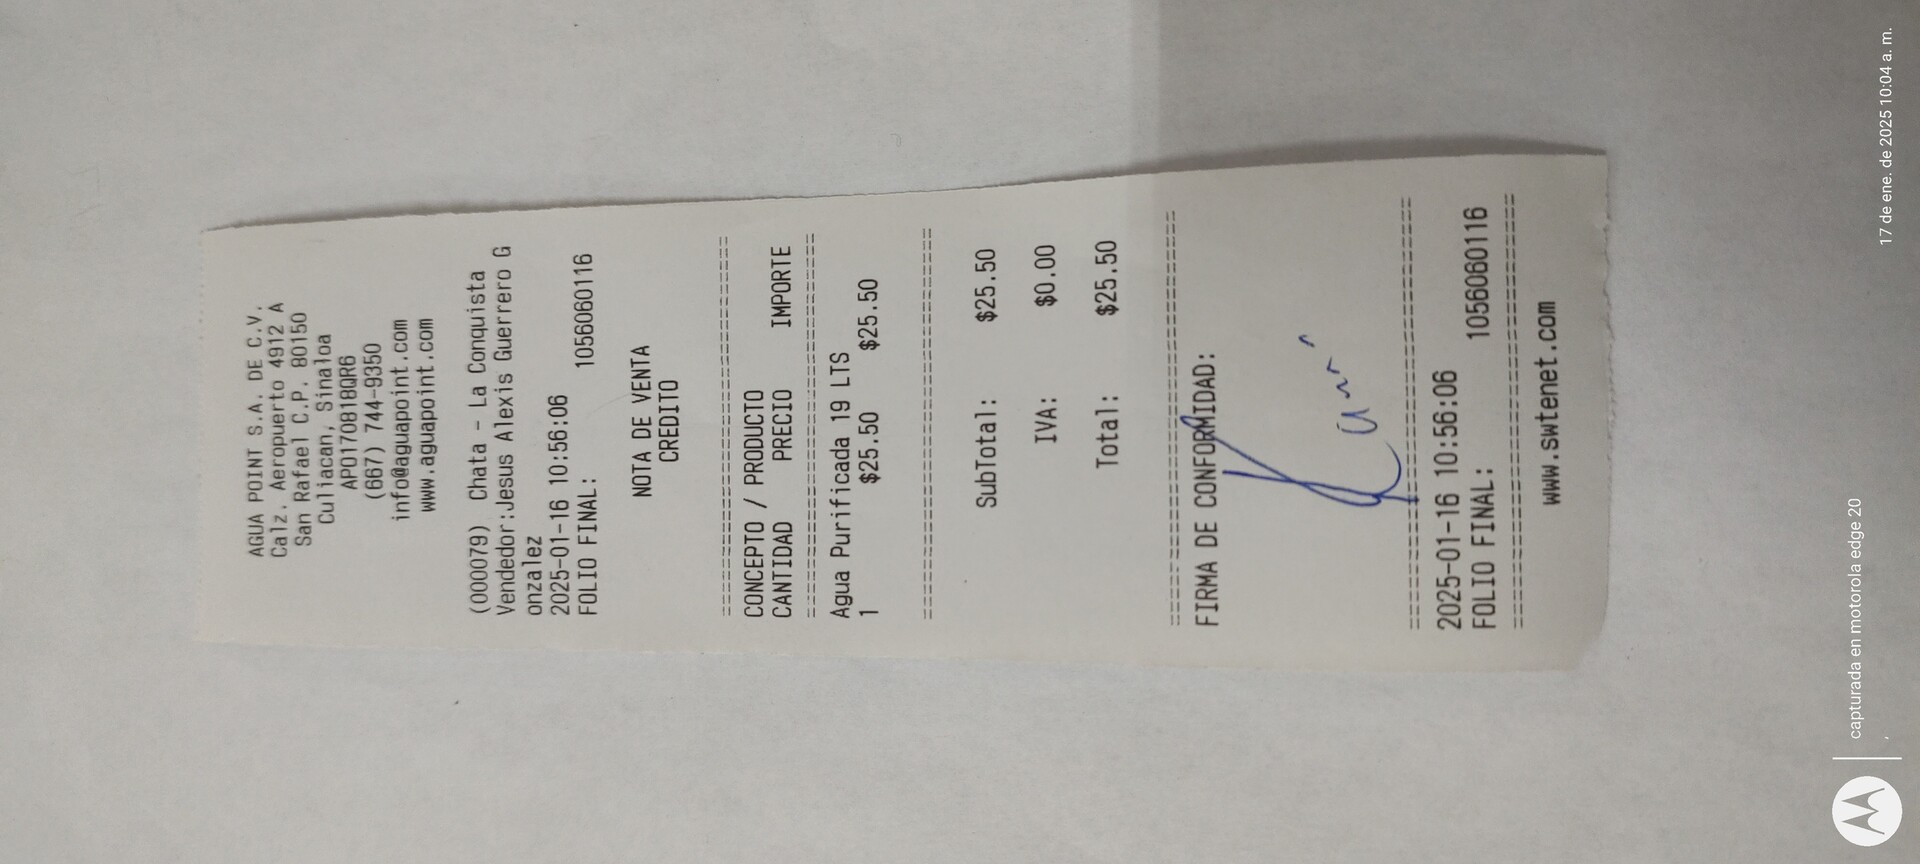 AGUA POINT S.A. DE C.V.
Calz. Aeropuerto 4912 A
San Rafael C.P. 80150
Culiacan, Sinaloa
APO170818QR6
(667) 744-9350
info@aguapoint.com
www.aguapoint.com
(000079) Chata - La Conquista
Vendedor:Jesus Alexis Guerrero G
onzalez
2025-01-16 10:56:06
FOLIO FINAL: 1056060116
NOTA DE VENTA
CREDITO
================================
CONCEPTO / PRODUCTO
CANTIDAD PRECIO IMPORTE
================================
Agua Purificada 19 LTS
1 $25.50 $25.50
================================
SubTotal: $25.50
IVA: $0.00
Total: $25.50
================================
FIRMA DE CONFORMIDAD:
================================
2025-01-16 10:56:06
FOLIO FINAL: 1056060116
================================
www.swtenet.com
capturada en motorola edge 20
,
17 de ene. de 2025 10:04 a. m.